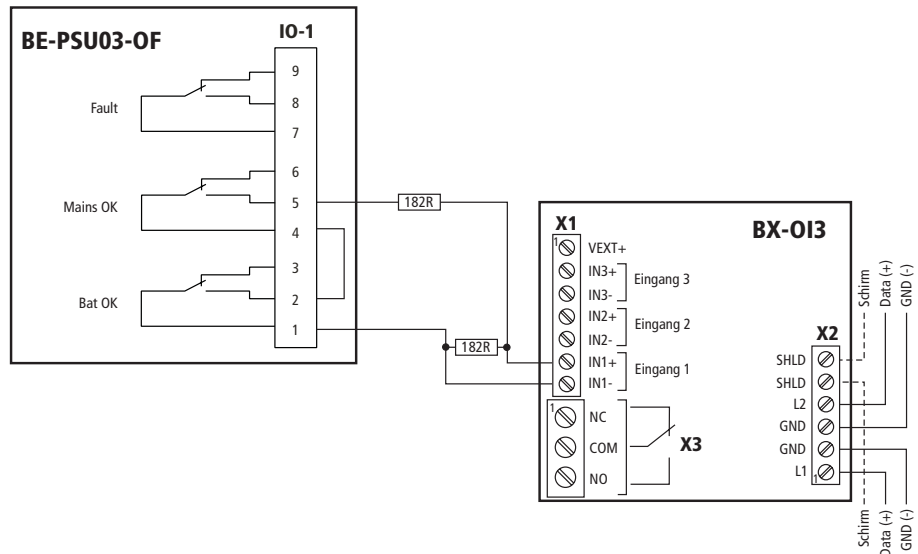 BE-PSU03-OF
IO-1
Fault
9
8
7
Mains OK
6
5
4
Bat OK
3
2
1
182R
182R
X1
BX-OI3
1
VEXT+
IN3+
IN3-
Eingang 3
IN2+
IN2-
Eingang 2
IN1+
IN1-
Eingang 1
1
NC
COM
NO
X3
X2
SHLD
SHLD
L2
GND
GND
L1
1
Schirm
Data (+)
GND (-)
Schirm
Data (+)
GND (-)